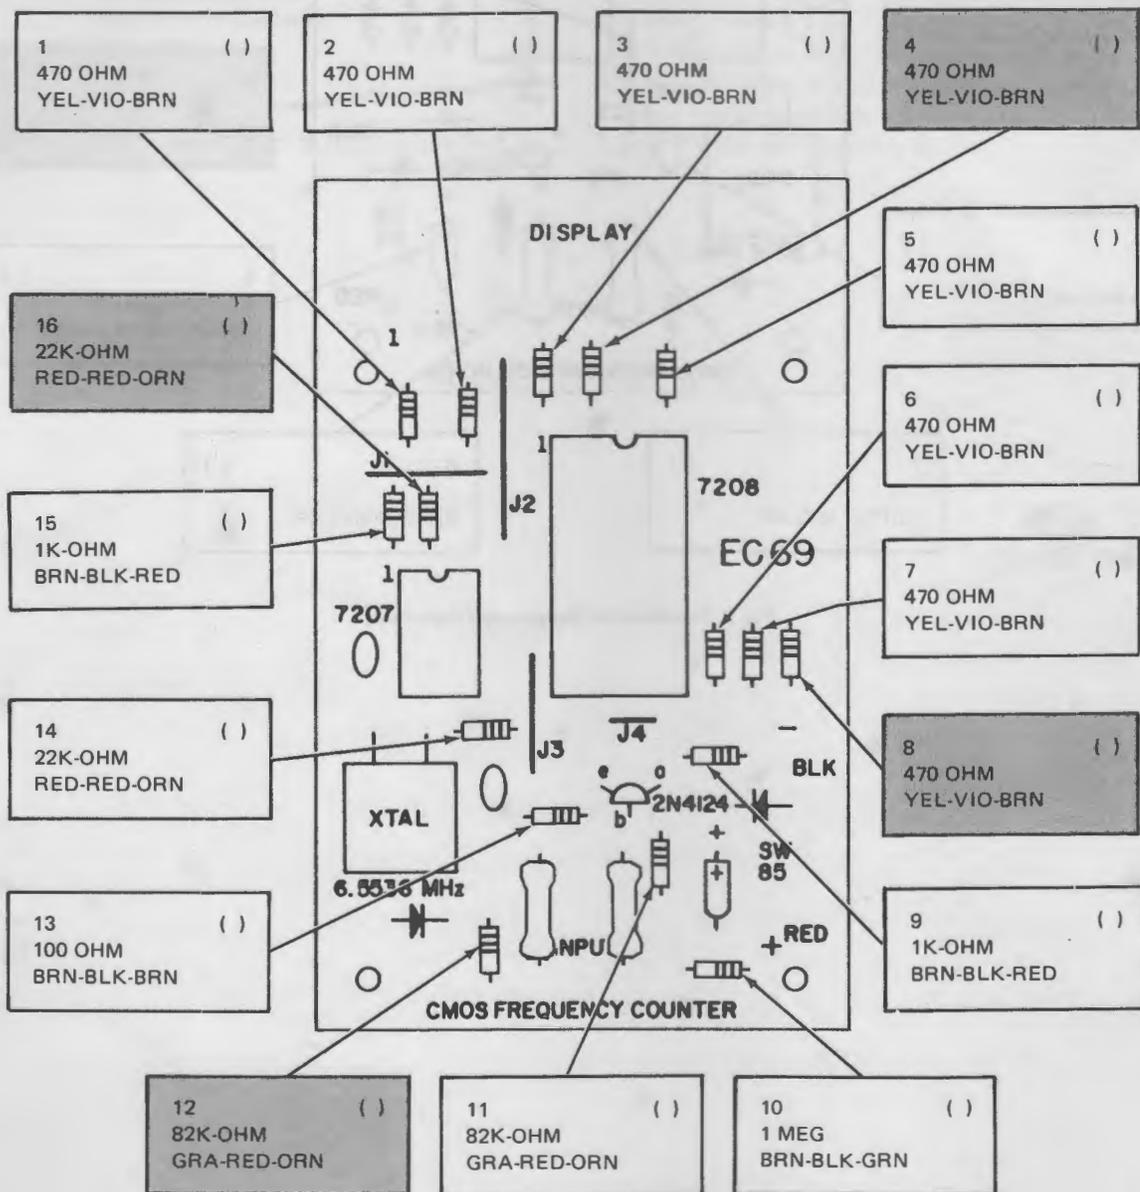 1 ( )
470 OHM
YEL-VIO-BRN
2 ( )
470 OHM
YEL-VIO-BRN
3 ( )
470 OHM
YEL-VIO-BRN
4 ( )
470 OHM
YEL-VIO-BRN
5 ( )
470 OHM
YEL-VIO-BRN
6 ( )
470 OHM
YEL-VIO-BRN
7 ( )
470 OHM
YEL-VIO-BRN
8 ( )
470 OHM
YEL-VIO-BRN
9 ( )
1K-OHM
BRN-BLK-RED
10 ( )
1 MEG
BRN-BLK-GRN
11 ( )
82K-OHM
GRA-RED-ORN
12 ( )
82K-OHM
GRA-RED-ORN
13 ( )
100 OHM
BRN-BLK-BRN
14 ( )
22K-OHM
RED-RED-ORN
15 ( )
1K-OHM
BRN-BLK-RED
16 ( )
22K-OHM
RED-RED-ORN
DISPLAY
1
J1
J2
1
7208
EC69
1
7207
J3
J4
-
BLK
e
b
2N4124
XTAL
+
+
SW
85
6.5536 MHz
NPU
+ RED
CMOS FREQUENCY COUNTER